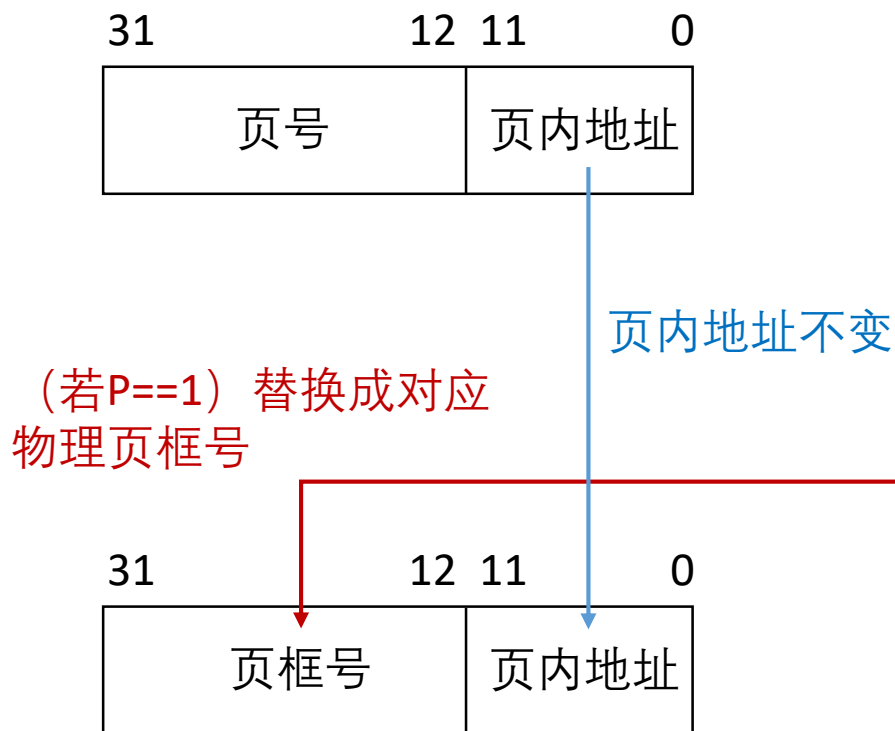 31 12 11 0
页号 页内地址
页内地址不变
（若P==1）替换成对应
物理页框号
31 12 11 0
页框号 页内地址